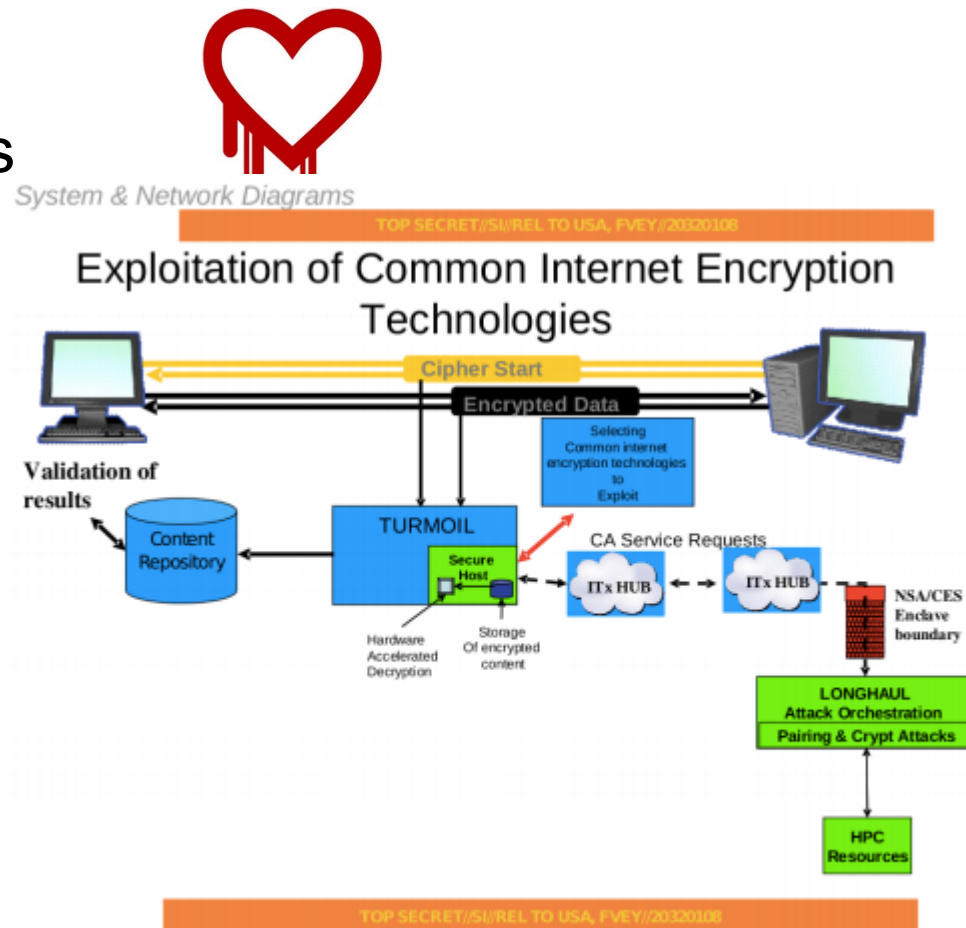 s
System & Network Diagrams
TOP SECRET//SI//REL TO USA, FVEY//20320108
Exploitation of Common Internet Encryption
Technologies
Cipher Start
Encrypted Data
Selecting
Common internet
encryption technologies
to
Exploit
Validation of
results
Content
Repository
TURMOIL
Secure
Host
CA Service Requests
ITx HUB
ITx HUB
NSA/CES
Enclave
boundary
Hardware
Accelerated
Decryption
Storage
Of encrypted
content
LONGHAUL
Attack Orchestration
Pairing & Crypt Attacks
HPC
Resources
TOP SECRET//SI//REL TO USA, FVEY//20320108